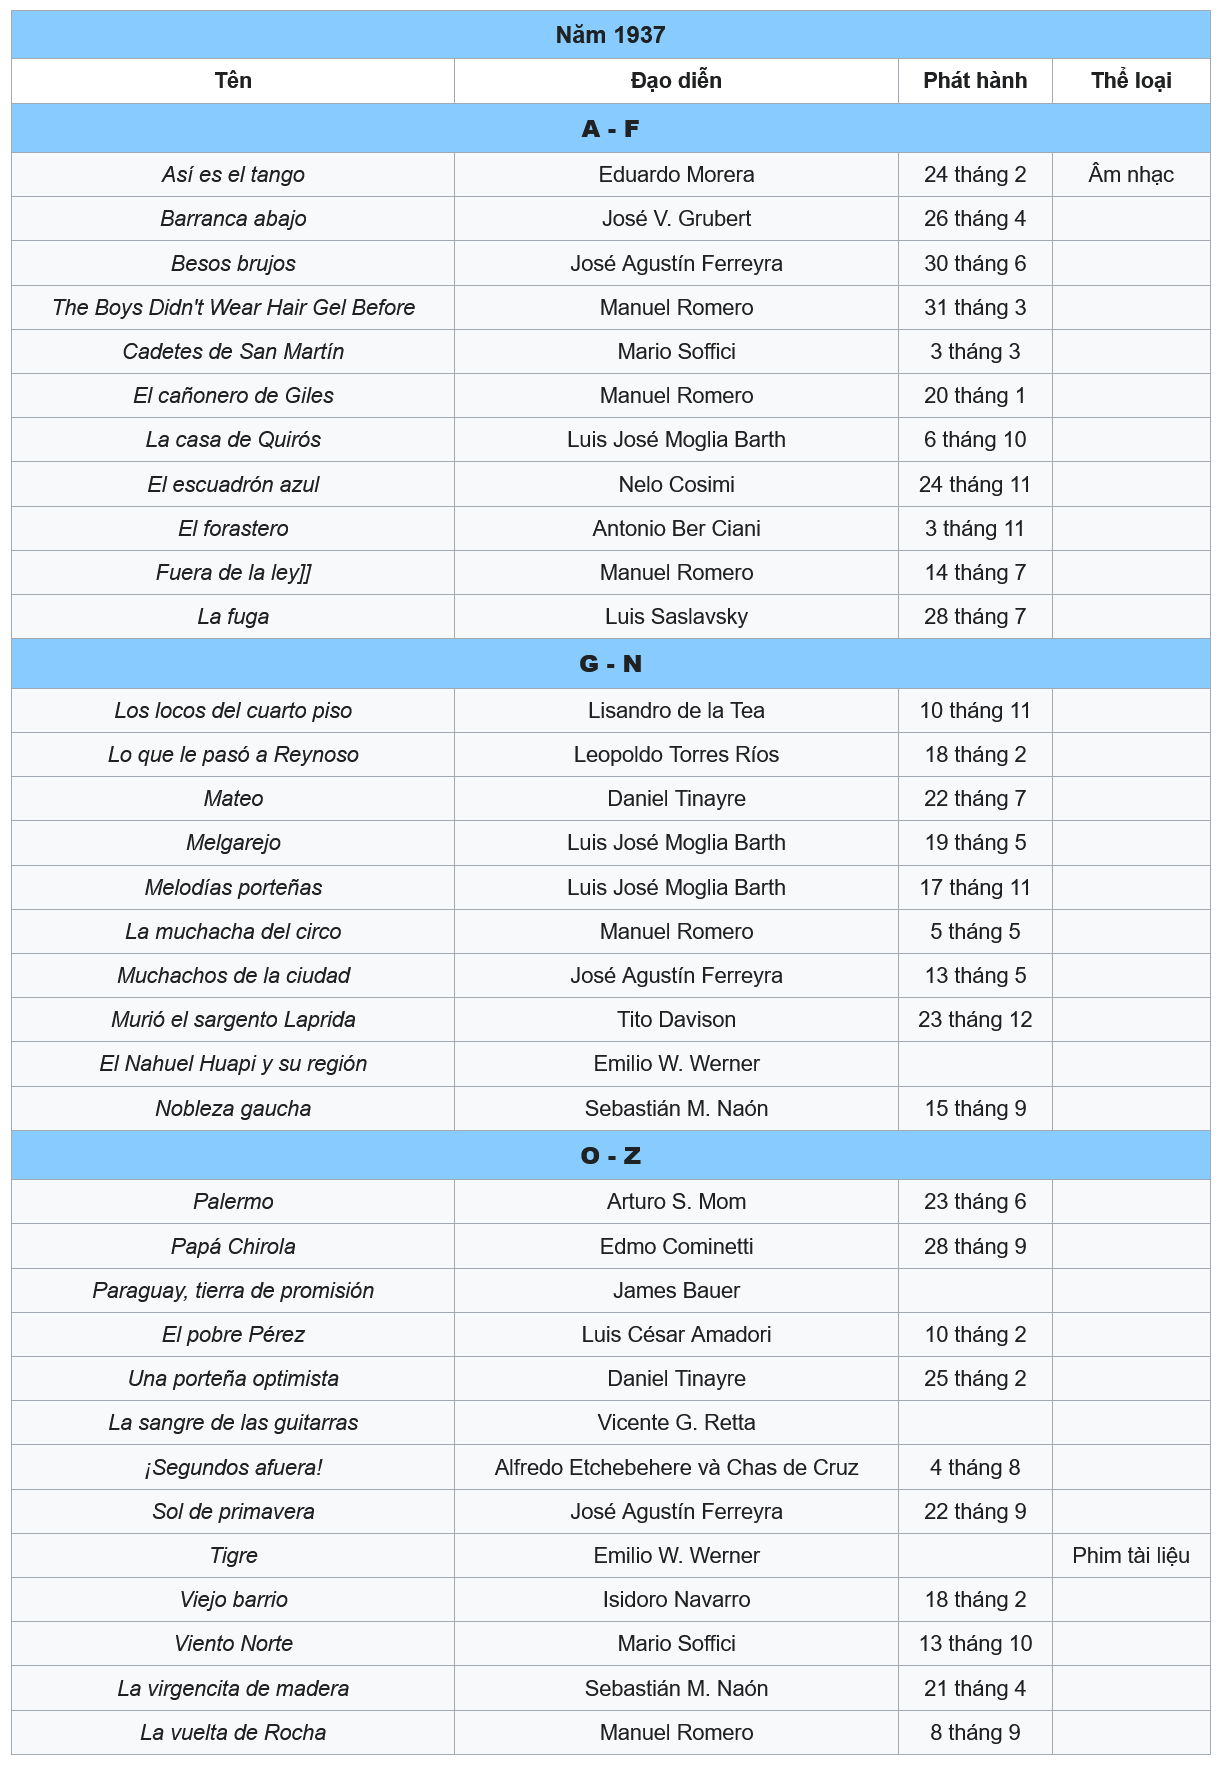 Năm 1937
Tên Đạo diễn Phát hành Thể loại
A - F
Así es el tango Eduardo Morera 24 tháng 2 Âm nhạc
Barranca abajo José V. Grubert 26 tháng 4
Besos brujos José Agustín Ferreyra 30 tháng 6
The Boys Didn't Wear Hair Gel Before Manuel Romero 31 tháng 3
Cadetes de San Martín Mario Soffici 3 tháng 3
El cañonero de Giles Manuel Romero 20 tháng 1
La casa de Quirós Luis José Moglia Barth 6 tháng 10
El escuadrón azul Nelo Cosimi 24 tháng 11
El forastero Antonio Ber Ciani 3 tháng 11
Fuera de la ley]] Manuel Romero 14 tháng 7
La fuga Luis Saslavsky 28 tháng 7
G - N
Los locos del cuarto piso Lisandro de la Tea 10 tháng 11
Lo que le pasó a Reynoso Leopoldo Torres Ríos 18 tháng 2
Mateo Daniel Tinayre 22 tháng 7
Melgarejo Luis José Moglia Barth 19 tháng 5
Melodías porteñas Luis José Moglia Barth 17 tháng 11
La muchacha del circo Manuel Romero 5 tháng 5
Muchachos de la ciudad José Agustín Ferreyra 13 tháng 5
Murió el sargento Laprida Tito Davison 23 tháng 12
El Nahuel Huapi y su región Emilio W. Werner
Nobleza gaucha Sebastián M. Naón 15 tháng 9
O - Z
Palermo Arturo S. Mom 23 tháng 6
Papá Chirola Edmo Cominetti 28 tháng 9
Paraguay, tierra de promisión James Bauer
El pobre Pérez Luis César Amadori 10 tháng 2
Una porteña optimista Daniel Tinayre 25 tháng 2
La sangre de las guitarras Vicente G. Retta
¡Segundos afuera! Alfredo Etchebehere và Chas de Cruz 4 tháng 8
Sol de primavera José Agustín Ferreyra 22 tháng 9
Tigre Emilio W. Werner Phim tài liệu
Viejo barrio Isidoro Navarro 18 tháng 2
Viento Norte Mario Soffici 13 tháng 10
La virgencita de madera Sebastián M. Naón 21 tháng 4
La vuelta de Rocha Manuel Romero 8 tháng 9